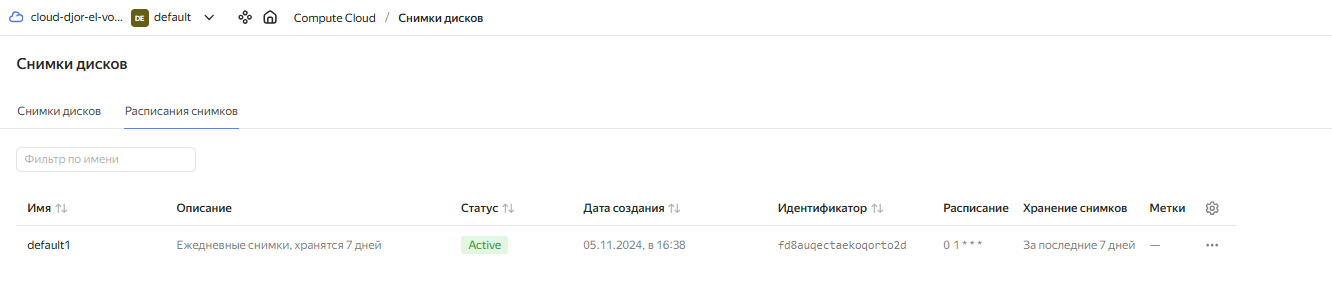 cloud-djor-el-vo... DE default Compute Cloud / Снимки дисков
Снимки дисков
Снимки дисков Расписания снимков
Фильтр по имени
Имя Описание Статус Дата создания Идентификатор Расписание Хранение снимков Метки
default1 Ежедневные снимки, хранятся 7 дней Active 05.11.2024, в 16:38 fd8auqectaekoqorto2d 0 1 * * * За последние 7 дней —